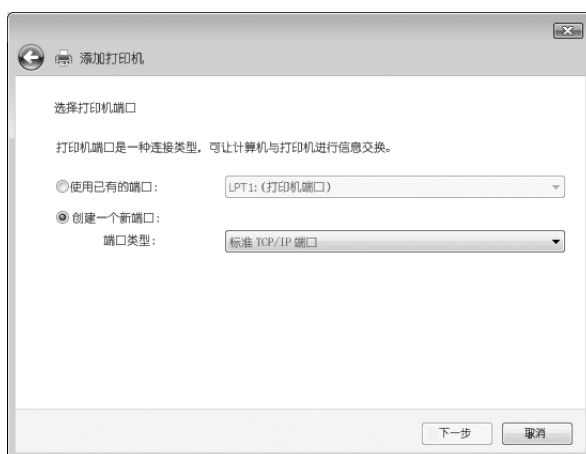 添加打印机
选择打印机端口
打印机端口是一种连接类型，可让计算机与打印机进行信息交换。
使用已有的端口： LPT1:(打印机端口)
创建一个新端口：
端口类型： 标准 TCP/IP 端口
下一步 取消